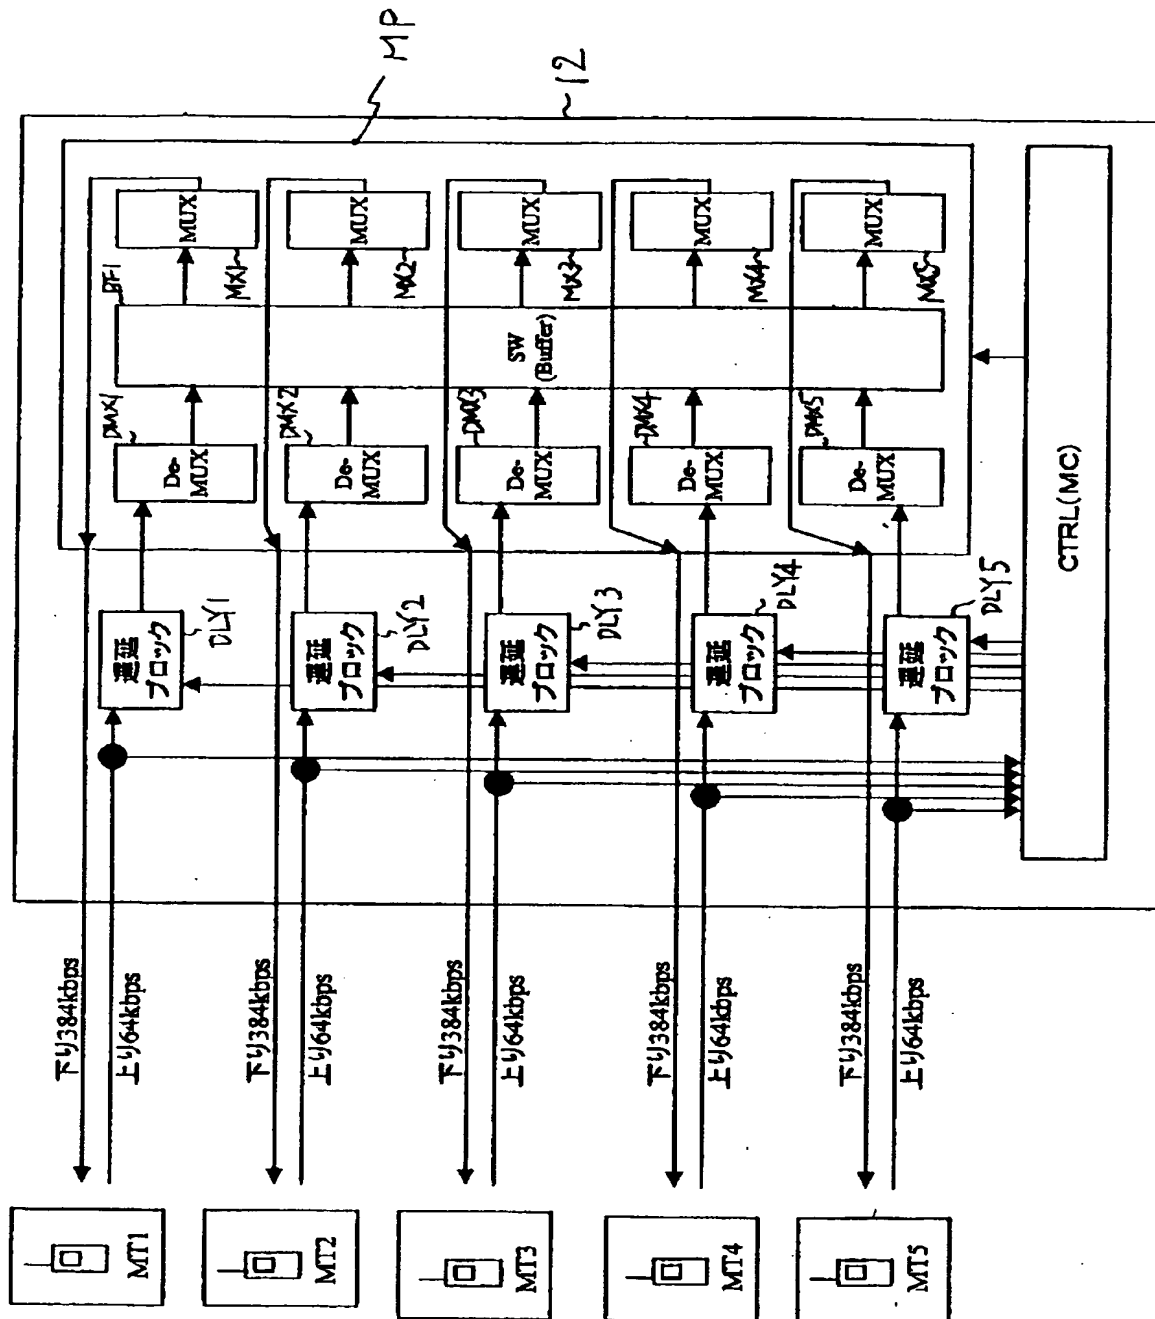 MP
12
BF1
MUX
MX1
MUX
MX2
MUX
MX3
MUX
MX4
MUX
MX5
SW
(Buffer)
DMX1
De-
MUX
DMX2
De-
MUX
DMX3
De-
MUX
DMX4
De-
MUX
DMX5
De-
MUX
遅延
ブロック
DLY1
遅延
ブロック
DLY2
遅延
ブロック
DLY3
遅延
ブロック
DLY4
遅延
ブロック
DLY5
CTRL(MC)
下り384kbps
上り64kbps
下り384kbps
上り64kbps
下り384kbps
上り64kbps
下り384kbps
上り64kbps
下り384kbps
上り64kbps
MT1
MT2
MT3
MT4
MT5